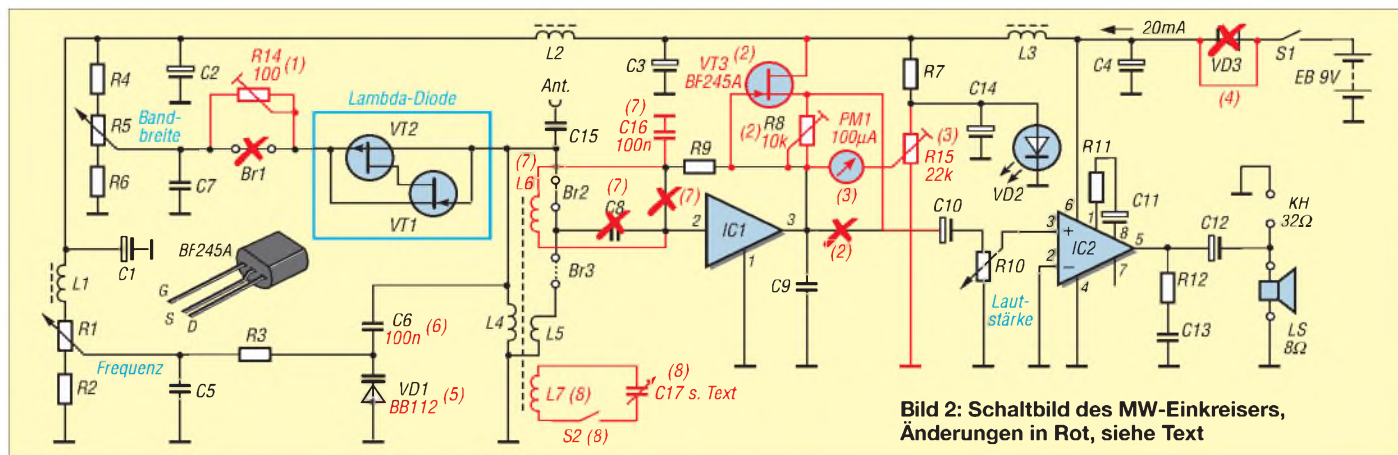 R4
C2
R14
100 (1)
Band-
breite
R5
Br1
R6
C7
Lambda-Diode
VT2
VT1
L2
Ant.
C15
C3
(7)
C16
100n
VT3 (2)
BF245A
(2) R8
10k
PM1
100µA
(3)
R9
R7
C14
VD2
(3)
R15
22k
L3
C4
20mA
VD3
(4)
S1
EB 9V
(7)
L6
Br2
(7)
C8
(7)
Br3
2
IC1
3
1
(2)
C9
C10
R10
Laut-
stärke
R11
C11
6
3
1
+
8
IC2
5
2
–
7
4
C12
R12
C13
KH
32Ω
LS
8Ω
C1
BF245A
G
S
D
L1
R1
Frequenz
R2
C5
R3
C6
100n (6)
VD1
BB112 (5)
L4
L5
L7 (8)
(8)
C17 s. Text
S2 (8)
Bild 2: Schaltbild des MW-Einkreisers,
Änderungen in Rot, siehe Text